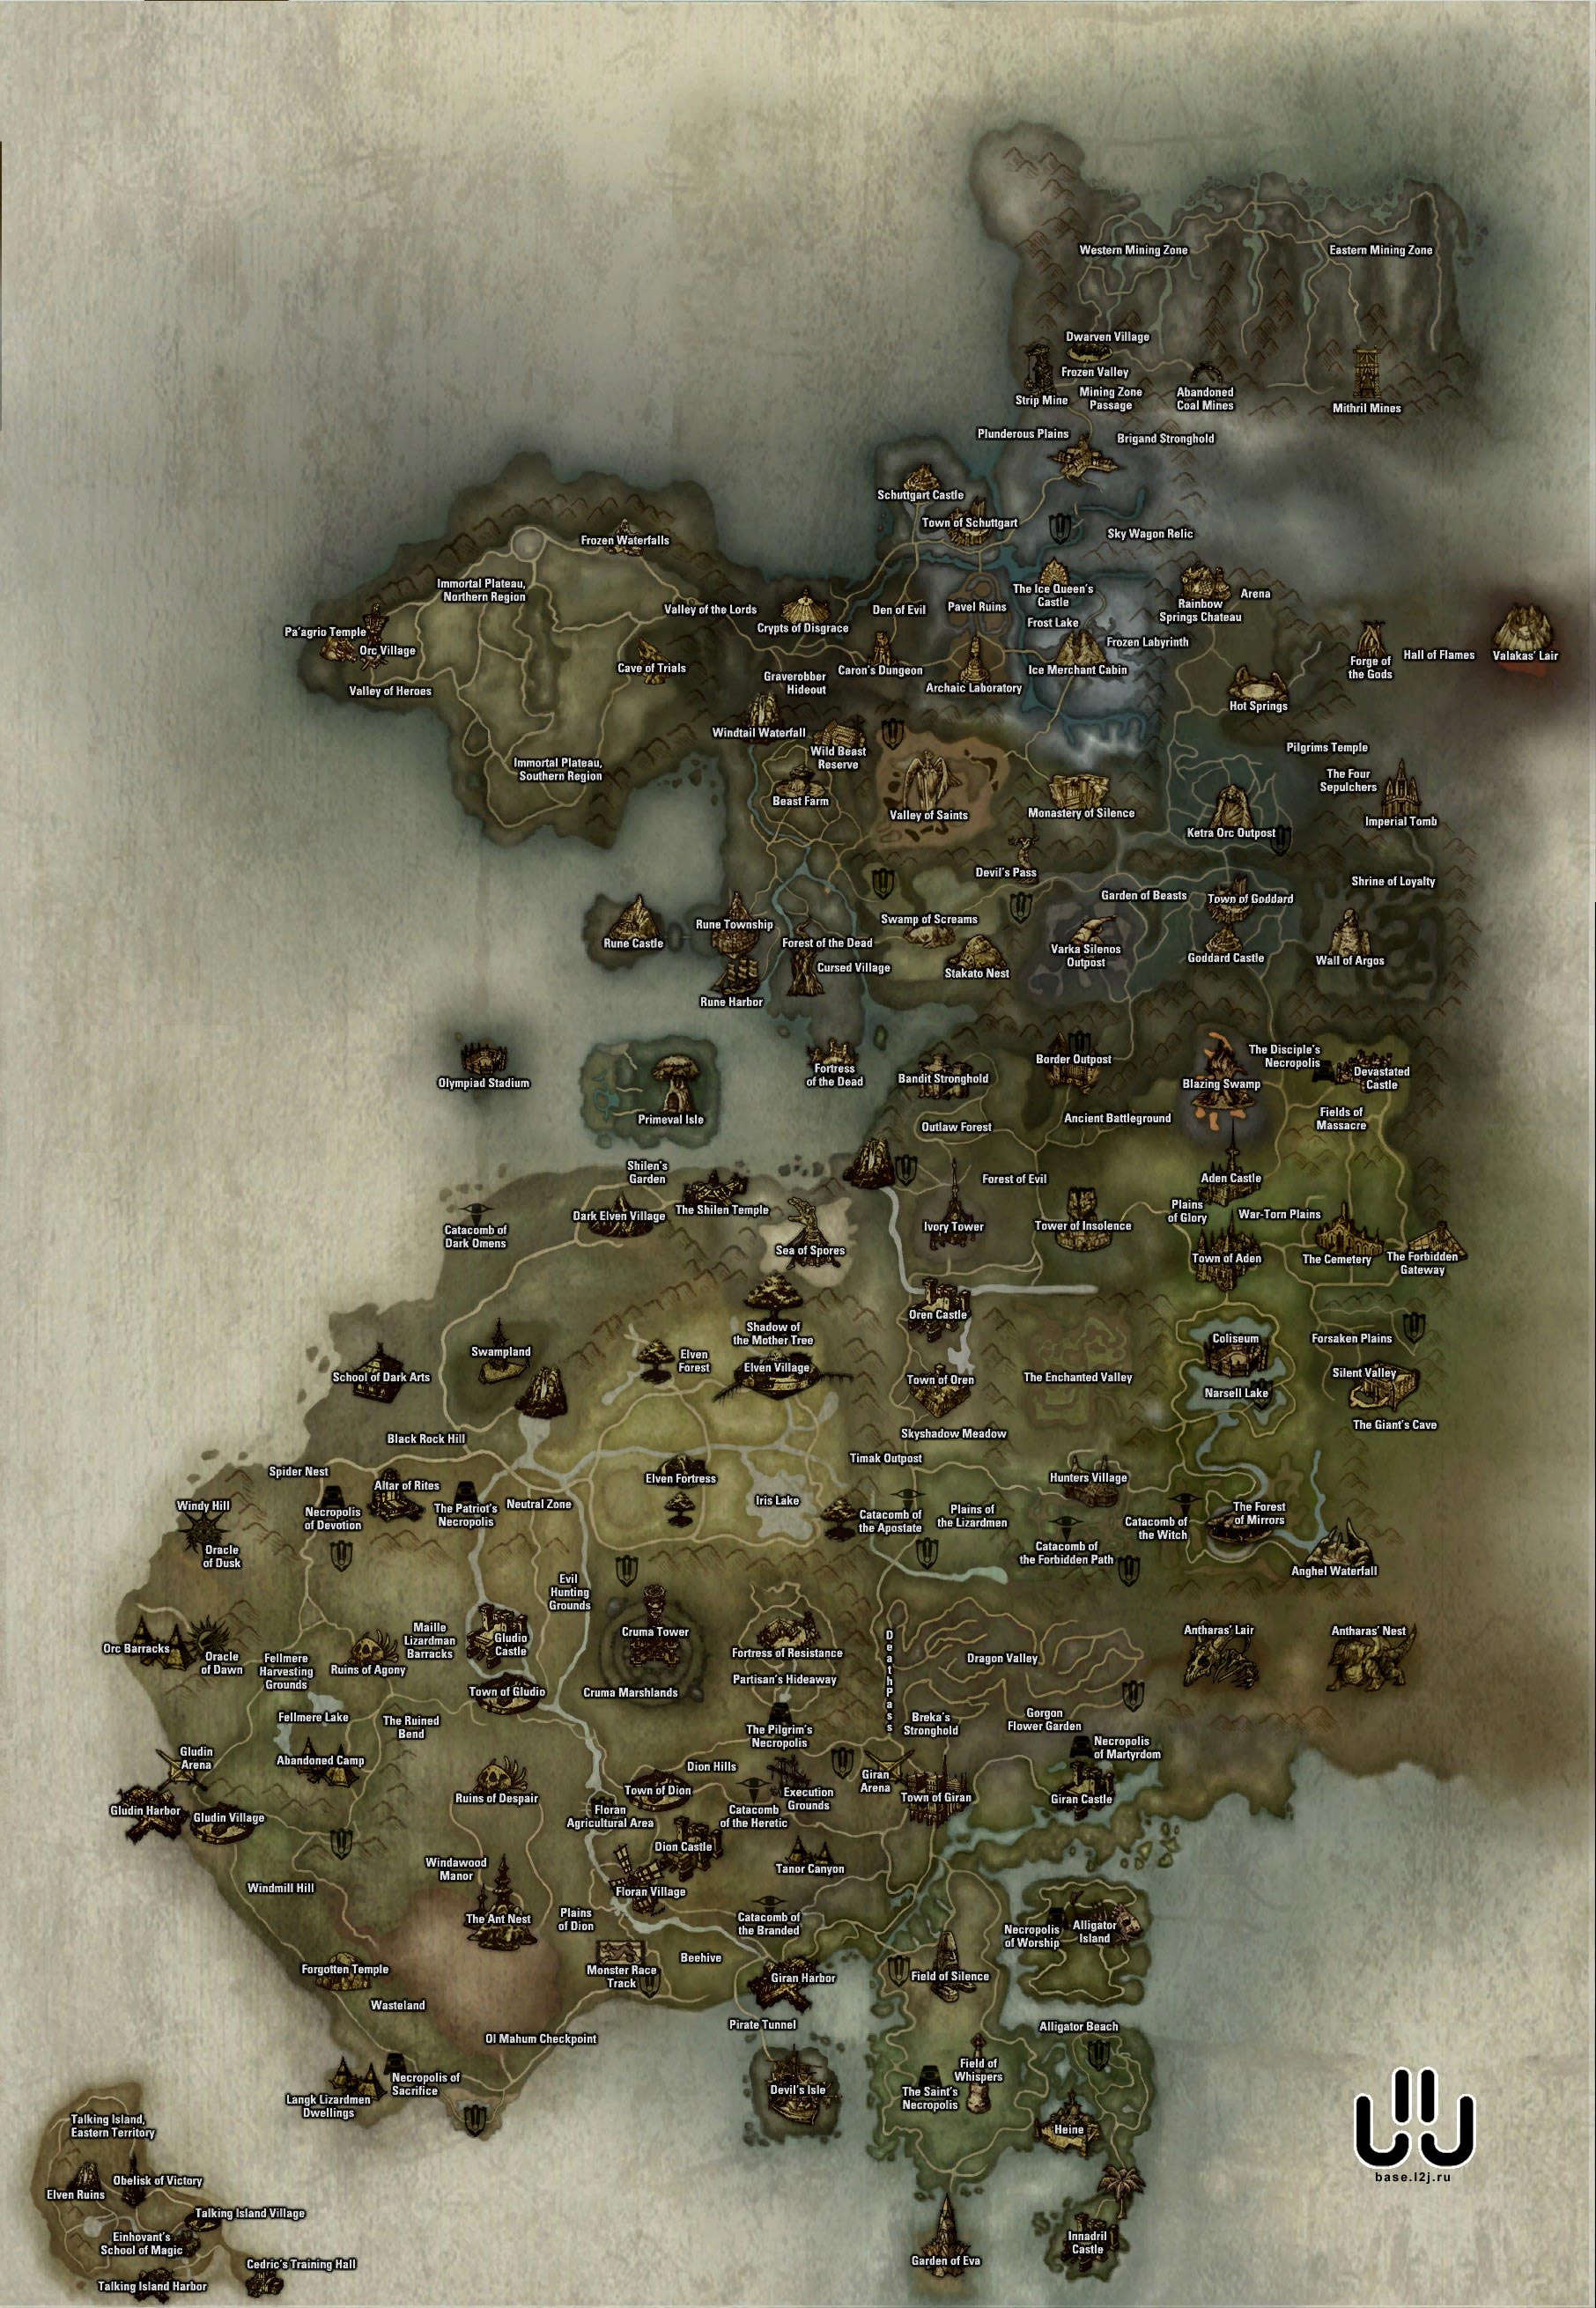 Western Mining Zone
Eastern Mining Zone
Dwarven Village
Frozen Valley
Strip Mine
Mining Zone
Passage
Abandoned
Coal Mines
Mithril Mines
Plunderous Plains
Brigand Stronghold
Schuttgart Castle
Town of Schuttgart
Sky Wagon Relic
Frozen Waterfalls
Immortal Plateau,
Northern Region
Valley of the Lords
Crypts of Disgrace
Den of Evil
Pavel Ruins
The Ice Queen's
Castle
Frost Lake
Rainbow
Springs Chateau
Arena
Pa'agrio Temple
Orc Village
Valley of Heroes
Cave of Trials
Graverobber
Hideout
Caron's Dungeon
Archaic Laboratory
Frozen Labyrinth
Ice Merchant Cabin
Forge of
the Gods
Hall of Flames
Valakas' Lair
Hot Springs
Windtail Waterfall
Wild Beast
Reserve
Immortal Plateau,
Southern Region
Beast Farm
Valley of Saints
Monastery of Silence
Pilgrims Temple
The Four
Sepulchers
Imperial Tomb
Ketra Orc Outpost
Devil's Pass
Shrine of Loyalty
Garden of Beasts
Town of Goddard
Rune Castle
Rune Township
Swamp of Screams
Forest of the Dead
Cursed Village
Stakato Nest
Varka Silenos
Outpost
Goddard Castle
Wall of Argos
Rune Harbor
Olympiad Stadium
Primeval Isle
Fortress
of the Dead
Bandit Stronghold
Border Outpost
The Disciple's
Necropolis
Blazing Swamp
Devastated
Castle
Outlaw Forest
Ancient Battleground
Fields of
Massacre
Shilen's
Garden
Forest of Evil
Aden Castle
Dark Elven Village
The Shilen Temple
Catacomb of
Dark Omens
Sea of Spores
Ivory Tower
Tower of Insolence
Plains
of Glory
War-Torn Plains
Town of Aden
The Cemetery
The Forbidden
Gateway
Oren Castle
Shadow of
the Mother Tree
Coliseum
Forsaken Plains
School of Dark Arts
Swampland
Elven
Forest
Elven Village
Town of Oren
The Enchanted Valley
Narsell Lake
Silent Valley
The Giant's Cave
Black Rock Hill
Skyshadow Meadow
Timak Outpost
Spider Nest
Altar of Rites
Elven Fortress
Iris Lake
Hunters Village
Windy Hill
Necropolis
of Devotion
The Patriot's
Necropolis
Neutral Zone
Catacomb of
the Apostate
Plains of
the Lizardmen
Catacomb of
the Witch
The Forest
of Mirrors
Oracle
of Dusk
Catacomb of
the Forbidden Path
Anghel Waterfall
Evil
Hunting
Grounds
Orc Barracks
Oracle
of Dawn
Fellmere
Harvesting
Grounds
Ruins of Agony
Maille
Lizardman
Barracks
Gludio
Castle
Cruma Tower
Fortress of Resistance
Death Pass
Dragon Valley
Antharas' Lair
Antharas' Nest
Town of Gludio
Cruma Marshlands
Partisan's Hideaway
Fellmere Lake
The Ruined
Bend
The Pilgrim's
Necropolis
Breka's
Stronghold
Gorgon
Flower Garden
Necropolis
of Martyrdom
Gludin
Arena
Abandoned Camp
Dion Hills
Giran
Arena
Ruins of Despair
Town of Dion
Execution
Grounds
Town of Giran
Giran Castle
Gludin Harbor
Gludin Village
Floran
Agricultural Area
Catacomb
of the Heretic
Dion Castle
Tanor Canyon
Windawood
Manor
Windmill Hill
Floran Village
The Ant Nest
Plains
of Dion
Catacomb of
the Branded
Necropolis
of Worship
Alligator
Island
Forgotten Temple
Monster Race
Track
Beehive
Giran Harbor
Field of Silence
Wasteland
Pirate Tunnel
Alligator Beach
Ol Mahum Checkpoint
Necropolis of
Sacrifice
Langk Lizardmen
Dwellings
Devil's Isle
Field of
Whispers
The Saint's
Necropolis
Heine
Talking Island,
Eastern Territory
Obelisk of Victory
Elven Ruins
Talking Island Village
Einhovant's
School of Magic
Cedric's Training Hall
Talking Island Harbor
Garden of Eva
Innadril
Castle
base.l2j.ru